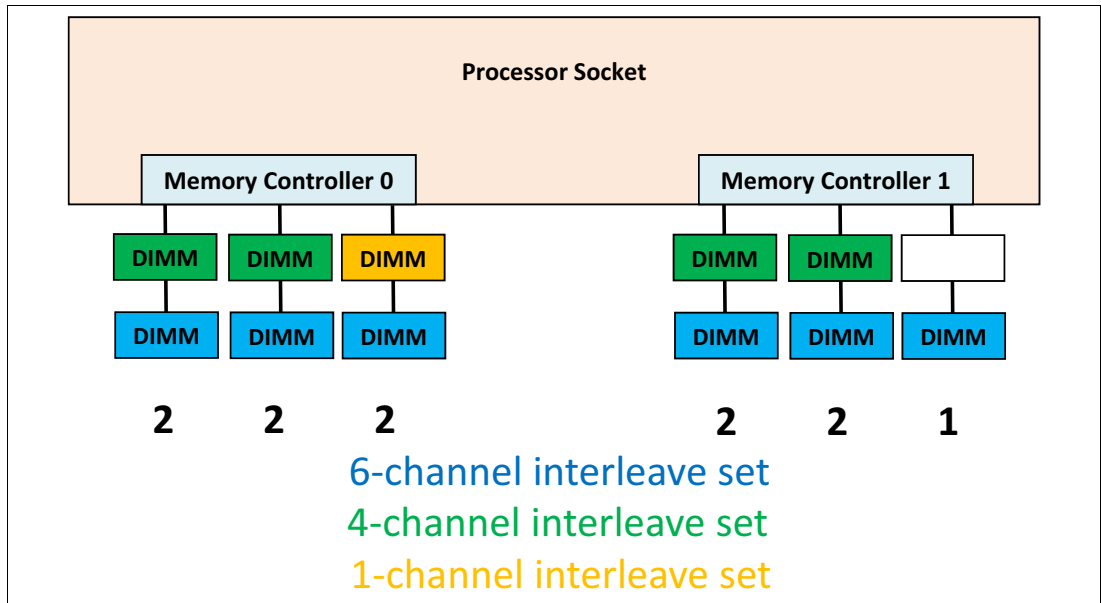 Processor Socket
Memory Controller 0
Memory Controller 1
DIMM DIMM DIMM DIMM DIMM
DIMM DIMM DIMM DIMM DIMM DIMM
2 2 2 2 2 1
6-channel interleave set
4-channel interleave set
1-channel interleave set